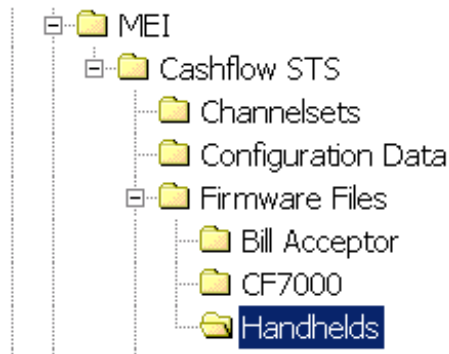 MEI
Cashflow STS
Channelsets
Configuration Data
Firmware Files
Bill Acceptor
CF7000
Handhelds